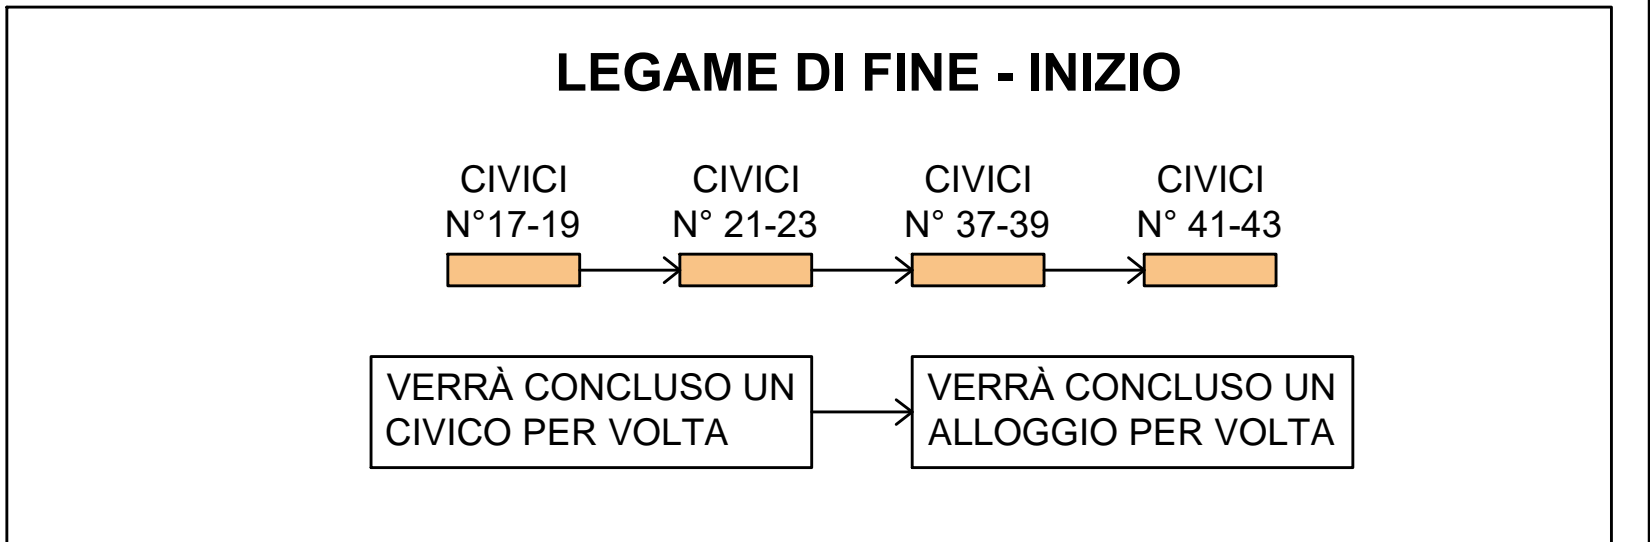 LEGAME DI FINE - INIZIO
CIVICI
N°17-19
CIVICI
N° 21-23
CIVICI
N° 37-39
CIVICI
N° 41-43
VERRÀ CONCLUSO UN
CIVICO PER VOLTA
VERRÀ CONCLUSO UN
ALLOGGIO PER VOLTA